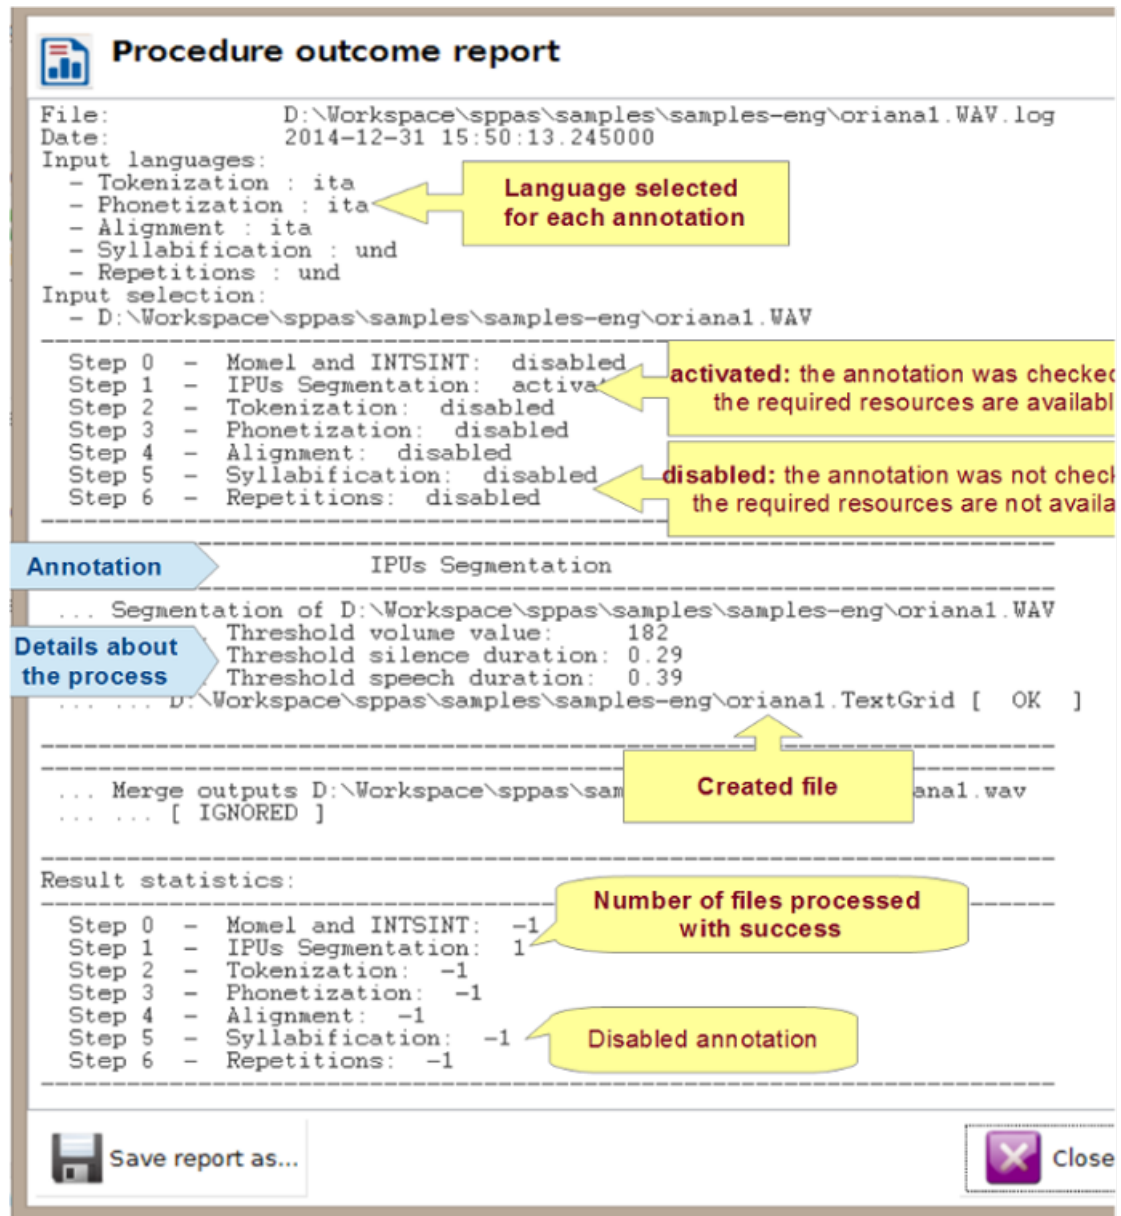 Procedure outcome report
File: D:\Workspace\sppas\samples\samples-eng\oriana1.WAV.log
Date: 2014-12-31 15:50:13.245000
Input languages:
- Tokenization : ita
- Phonetization : ita
- Alignment : ita
- Syllabification : und
- Repetitions : und
Language selected
for each annotation
Input selection:
- D:\Workspace\sppas\samples\samples-eng\oriana1.WAV
Step 0 - Momel and INTSINT: disabled
Step 1 - IPUs Segmentation: activat
Step 2 - Tokenization: disabled
Step 3 - Phonetization: disabled
Step 4 - Alignment: disabled
Step 5 - Syllabification: disabled
Step 6 - Repetitions: disabled
activated: the annotation was checked
the required resources are availabl
disabled: the annotation was not check
the required resources are not availa
Annotation
IPUs Segmentation
... Segmentation of D:\Workspace\sppas\samples\samples-eng\oriana1.WAV
Details about
the process
Threshold volume value: 182
Threshold silence duration: 0.29
Threshold speech duration: 0.39
... ... D:\Workspace\sppas\samples\samples-eng\oriana1.TextGrid [ OK ]
Created file
... Merge outputs D:\Workspace\sppas\sam ana1.wav
... ... [ IGNORED ]
Result statistics:
Number of files processed
with success
Step 0 - Momel and INTSINT: -1
Step 1 - IPUs Segmentation: 1
Step 2 - Tokenization: -1
Step 3 - Phonetization: -1
Step 4 - Alignment: -1
Step 5 - Syllabification: -1
Step 6 - Repetitions: -1
Disabled annotation
Save report as...
Close